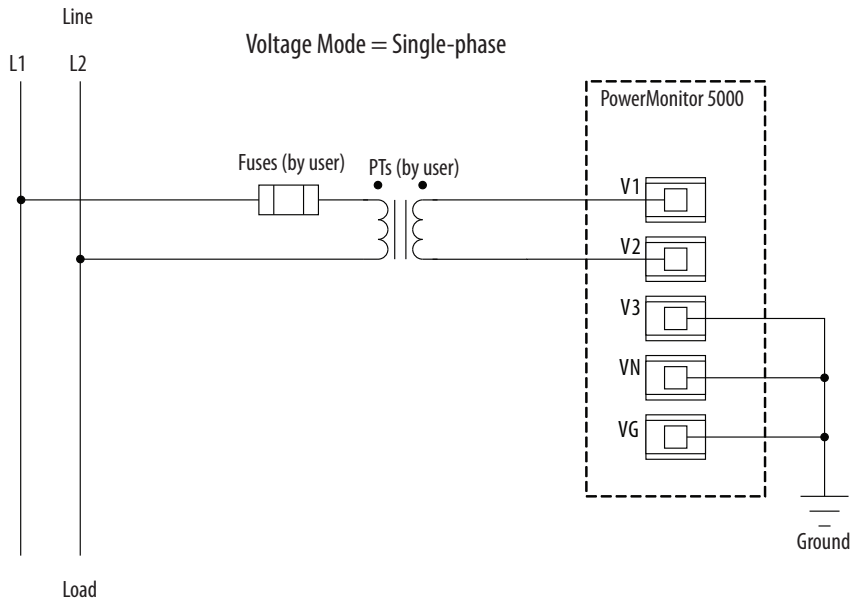 Line
Voltage Mode = Single-phase
L1
L2
PowerMonitor 5000
Fuses (by user)
PTs (by user)
V1
V2
V3
VN
VG
Ground
Load